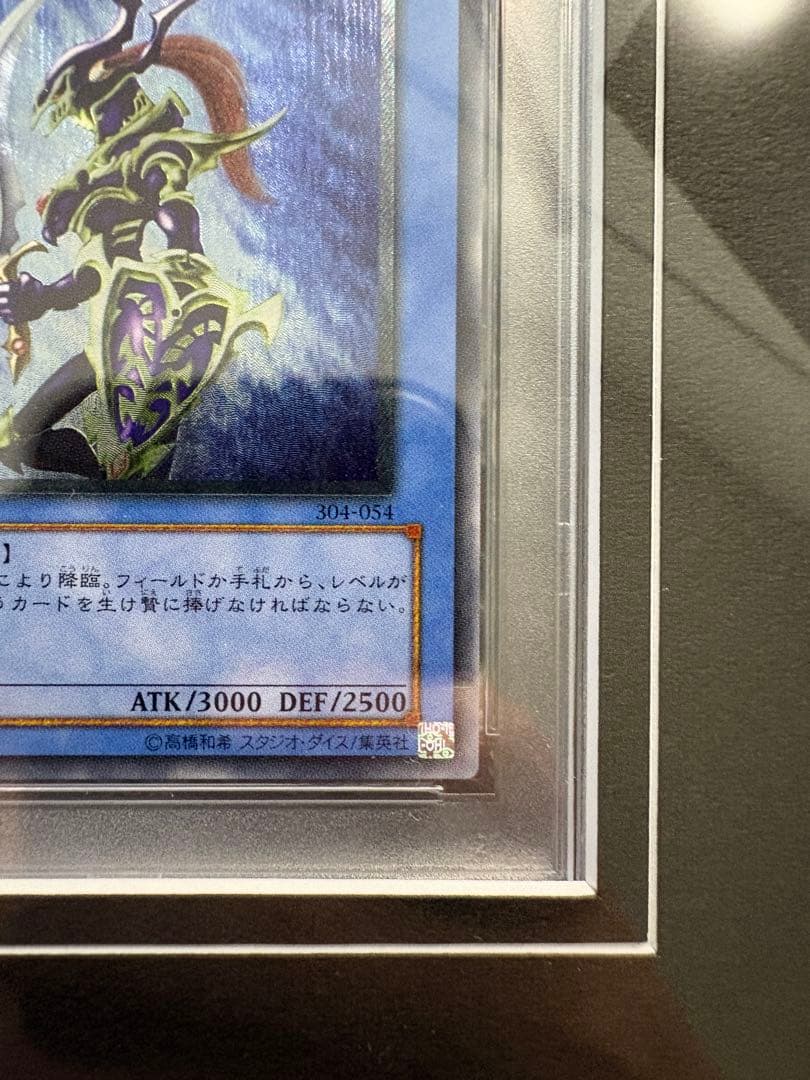 304-054
】
により降臨。フィールドか手札から、レベルが
うカードを生け贄に捧げなければならない。
ATK/3000 DEF/2500
©高橋和希 スタジオ・ダイス/集英社